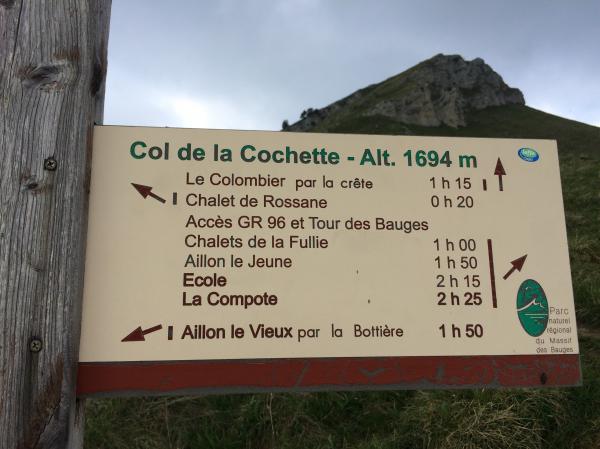 Col de la Cochette - Alt. 1694 m
Le Colombier par la crête 1 h 15
Chalet de Rossane 0 h 20
Accès GR 96 et Tour des Bauges
Chalets de la Fullie 1 h 00
Aillon le Jeune 1 h 50
Ecole 2 h 15
La Compote 2 h 25
Aillon le Vieux par la Bottière 1 h 50
Parc
naturel
régional
du Massif
des Bauges